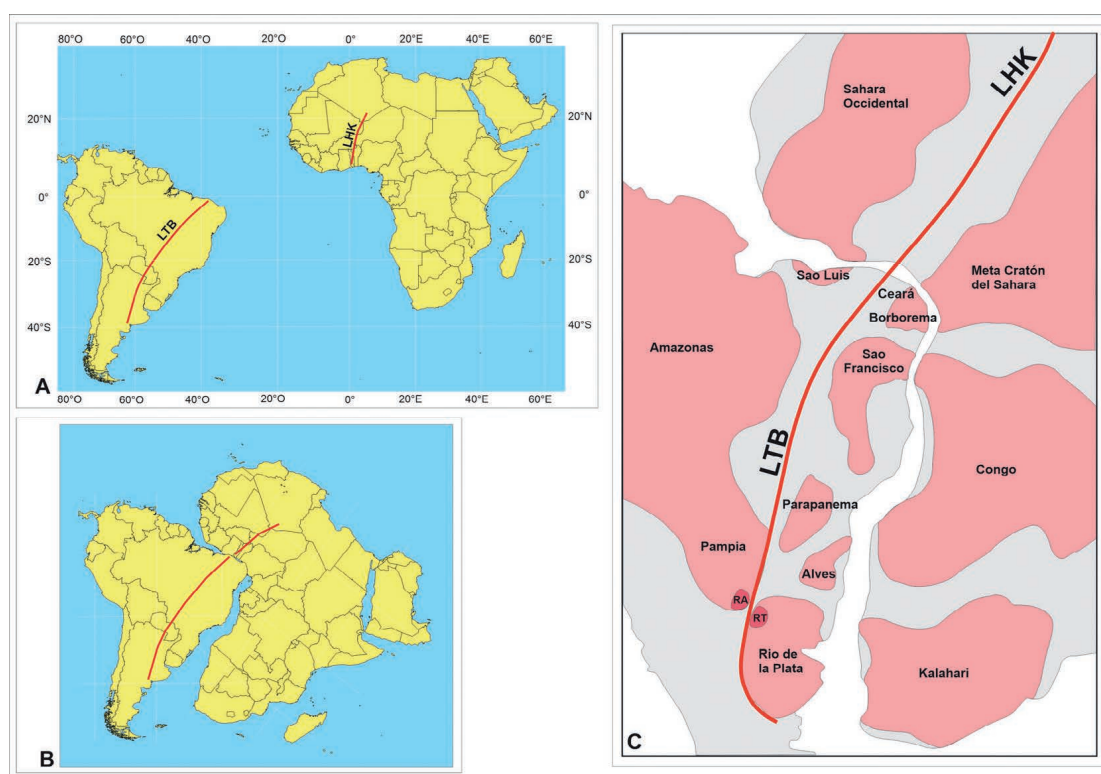 80°O 60°O 40°O 20°O 0° 20°E 40°E 60°E
20°N 20°N
0° 0°
20°S 20°S
40°S 40°S
LHK
LTB
A
80°O 60°O 40°O 20°O 0° 20°E 40°E 60°E
B
LHK
Sahara
Occidental
Sao Luis
Meta Cratón
del Sahara
Ceará
Borborema
Amazonas
Sao
Francisco
LTB
Congo
Parapanema
Pampia
Alves
RA
RT
Rio de
la Plata
Kalahari
C